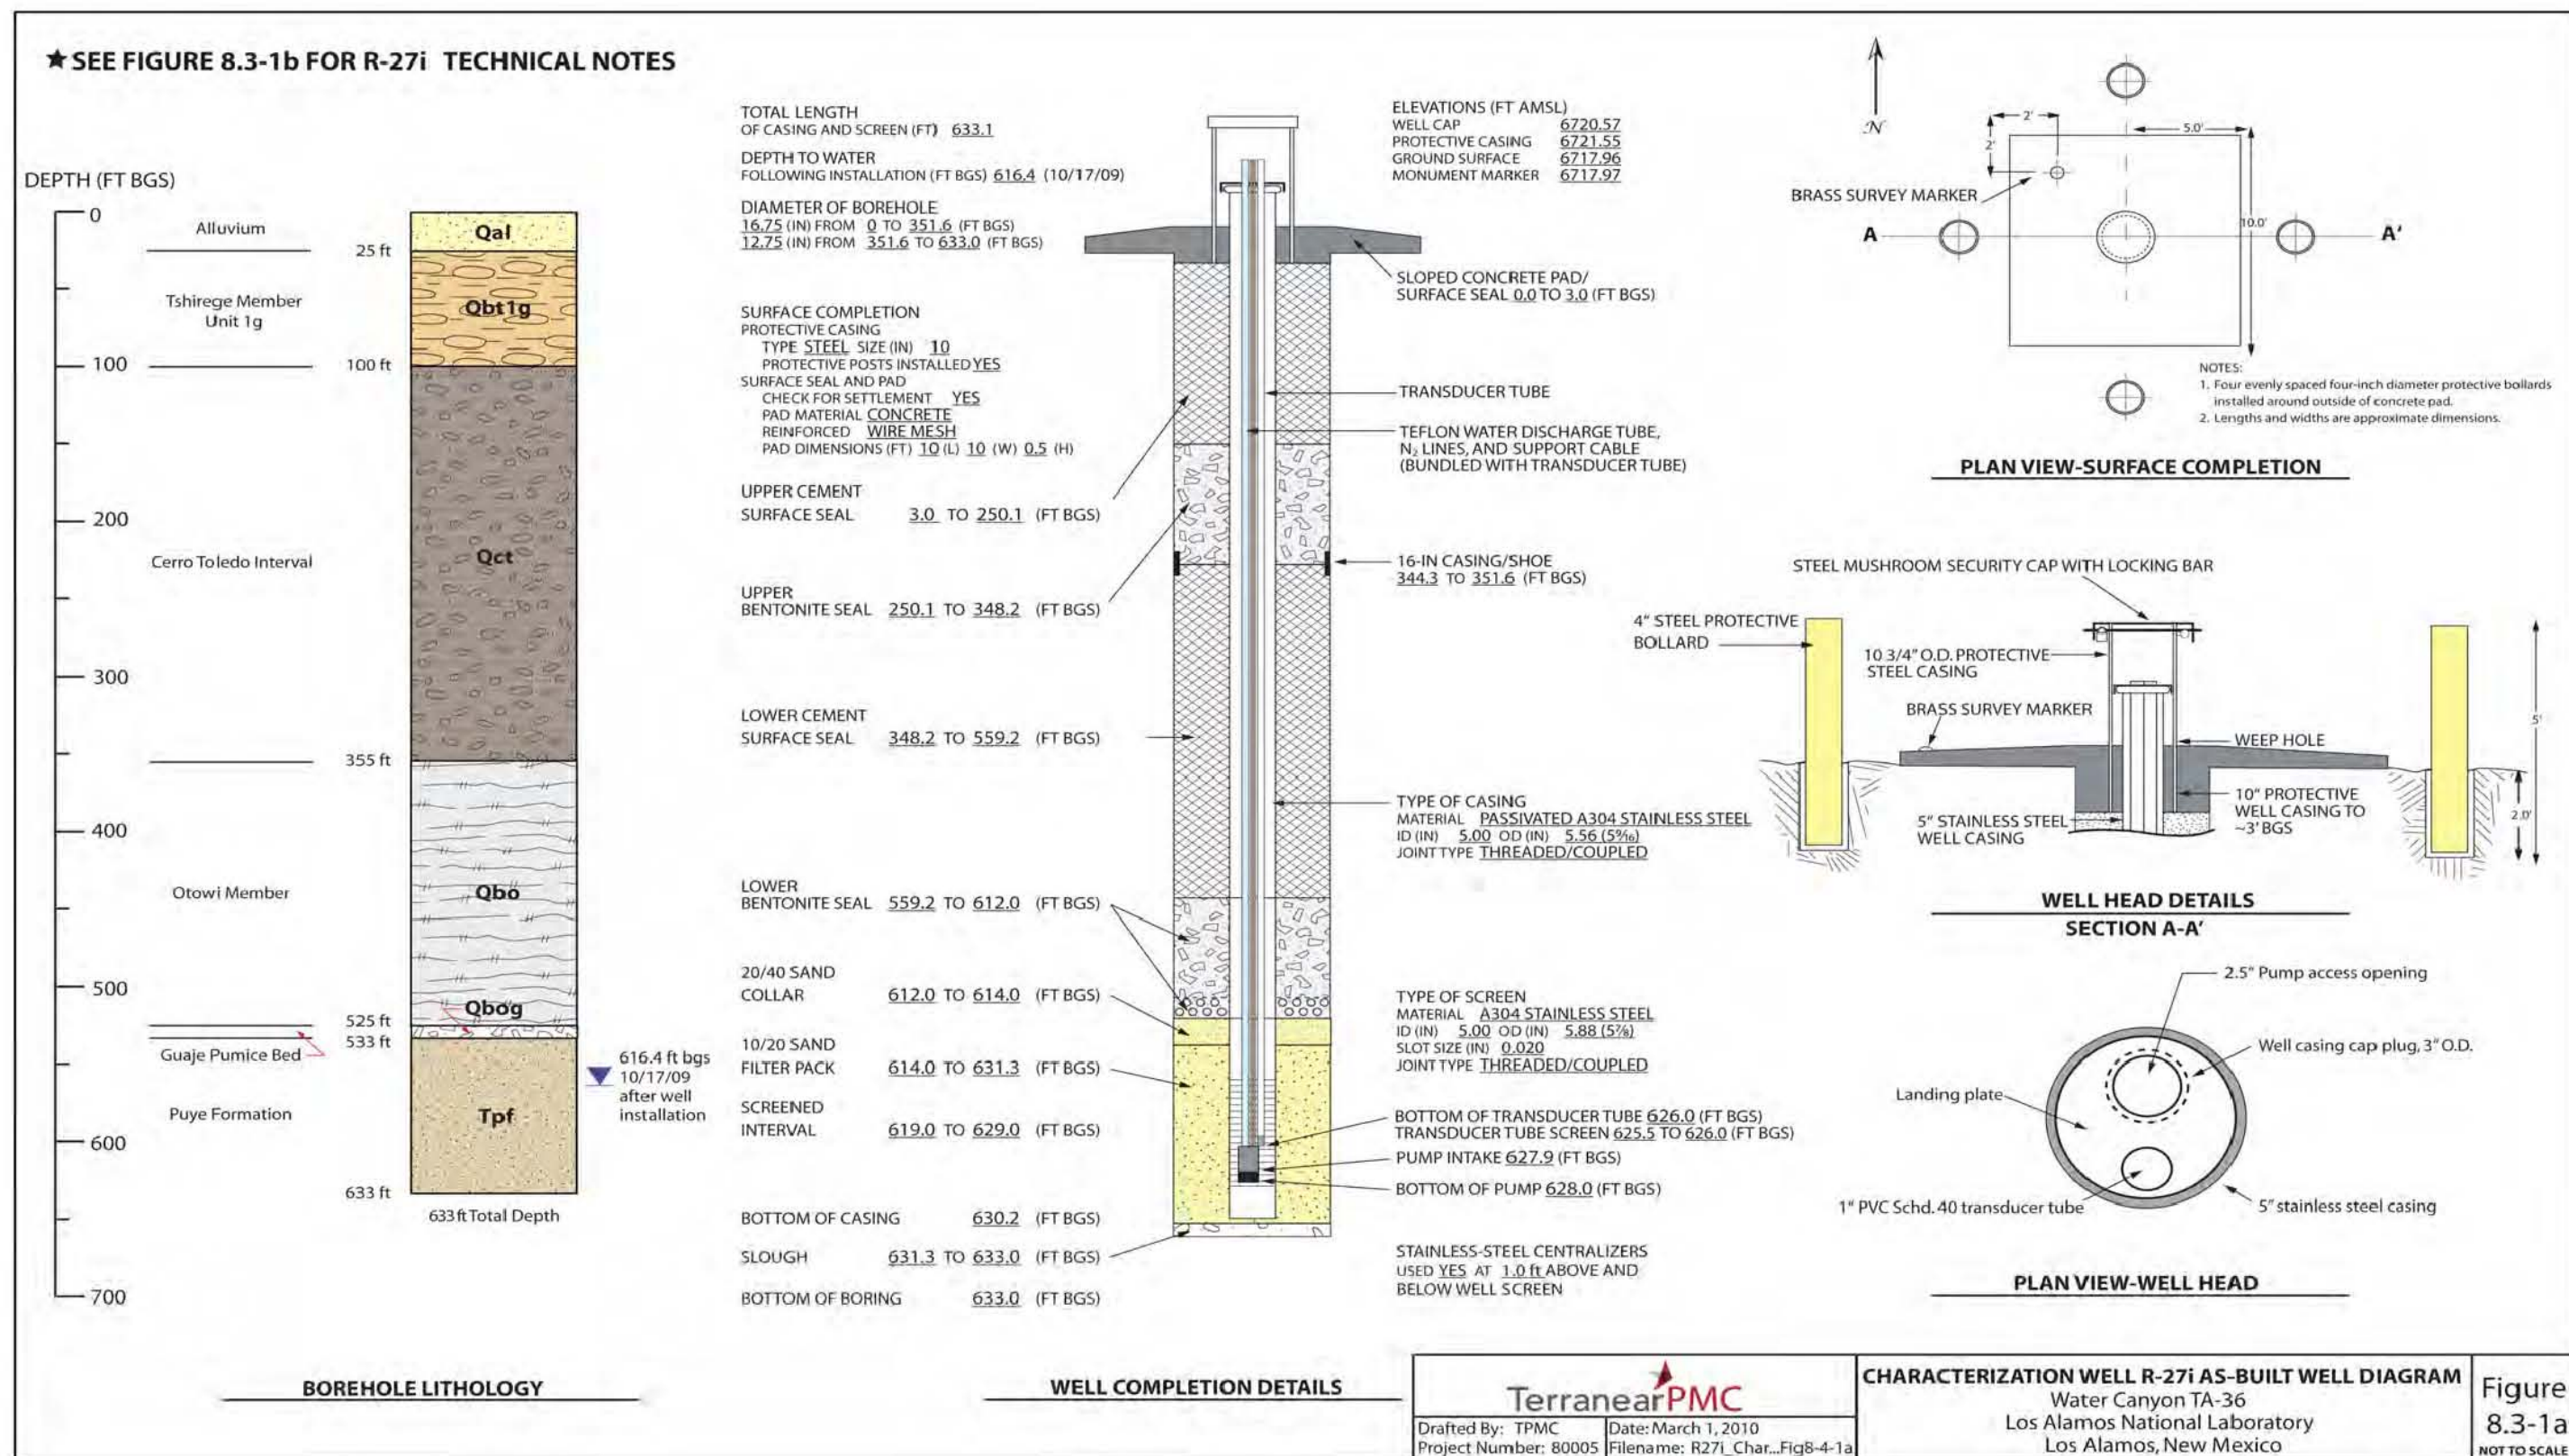 ★ SEE FIGURE 8.3-1b FOR R-27i TECHNICAL NOTES
DEPTH (FT BGS)
0
100
200
300
400
500
600
700
Alluvium
Tshirege Member
Unit 1g
Cerro Toledo Interval
Otowi Member
Guaje Pumice Bed
Puye Formation
25 ft
100 ft
355 ft
525 ft
533 ft
633 ft
Qal
Qbt1g
Qct
Qbo
Qbog
Tpf
633 ft Total Depth
616.4 ft bgs
10/17/09
after well
installation
BOREHOLE LITHOLOGY
TOTAL LENGTH
OF CASING AND SCREEN (FT) 633.1
DEPTH TO WATER
FOLLOWING INSTALLATION (FT BGS) 616.4 (10/17/09)
DIAMETER OF BOREHOLE
16.75 (IN) FROM 0 TO 351.6 (FT BGS)
12.75 (IN) FROM 351.6 TO 633.0 (FT BGS)
SURFACE COMPLETION
PROTECTIVE CASING
TYPE STEEL SIZE (IN) 10
PROTECTIVE POSTS INSTALLED YES
SURFACE SEAL AND PAD
CHECK FOR SETTLEMENT YES
PAD MATERIAL CONCRETE
REINFORCED WIRE MESH
PAD DIMENSIONS (FT) 10 (L) 10 (W) 0.5 (H)
UPPER CEMENT
SURFACE SEAL 3.0 TO 250.1 (FT BGS)
UPPER
BENTONITE SEAL 250.1 TO 348.2 (FT BGS)
LOWER CEMENT
SURFACE SEAL 348.2 TO 559.2 (FT BGS)
LOWER
BENTONITE SEAL 559.2 TO 612.0 (FT BGS)
20/40 SAND
COLLAR 612.0 TO 614.0 (FT BGS)
10/20 SAND
FILTER PACK 614.0 TO 631.3 (FT BGS)
SCREENED
INTERVAL 619.0 TO 629.0 (FT BGS)
BOTTOM OF CASING 630.2 (FT BGS)
SLOUGH 631.3 TO 633.0 (FT BGS)
BOTTOM OF BORING 633.0 (FT BGS)
WELL COMPLETION DETAILS
ELEVATIONS (FT AMSL)
WELL CAP 6720.57
PROTECTIVE CASING 6721.55
GROUND SURFACE 6717.96
MONUMENT MARKER 6717.97
SLOPED CONCRETE PAD/
SURFACE SEAL 0.0 TO 3.0 (FT BGS)
TRANSDUCER TUBE
TEFLON WATER DISCHARGE TUBE,
N₂ LINES, AND SUPPORT CABLE
(BUNDLED WITH TRANSDUCER TUBE)
16-IN CASING/SHOE
344.3 TO 351.6 (FT BGS)
TYPE OF CASING
MATERIAL PASSIVATED A304 STAINLESS STEEL
ID (IN) 5.00 OD (IN) 5.56 (5⁹⁄₁₆)
JOINT TYPE THREADED/COUPLED
TYPE OF SCREEN
MATERIAL A304 STAINLESS STEEL
ID (IN) 5.00 OD (IN) 5.88 (5⅞)
SLOT SIZE (IN) 0.020
JOINT TYPE THREADED/COUPLED
BOTTOM OF TRANSDUCER TUBE 626.0 (FT BGS)
TRANSDUCER TUBE SCREEN 625.5 TO 626.0 (FT BGS)
PUMP INTAKE 627.9 (FT BGS)
BOTTOM OF PUMP 628.0 (FT BGS)
STAINLESS-STEEL CENTRALIZERS
USED YES AT 1.0 ft ABOVE AND
BELOW WELL SCREEN
N
2'
2'
5.0'
10.0'
BRASS SURVEY MARKER
A
A'
NOTES:
1. Four evenly spaced four-inch diameter protective bollards
installed around outside of concrete pad.
2. Lengths and widths are approximate dimensions.
PLAN VIEW-SURFACE COMPLETION
STEEL MUSHROOM SECURITY CAP WITH LOCKING BAR
4" STEEL PROTECTIVE
BOLLARD
10 3/4" O.D. PROTECTIVE
STEEL CASING
BRASS SURVEY MARKER
WEEP HOLE
5" STAINLESS STEEL
WELL CASING
10" PROTECTIVE
WELL CASING TO
~3' BGS
5'
2.0'
WELL HEAD DETAILS
SECTION A-A'
2.5" Pump access opening
Well casing cap plug, 3" O.D.
Landing plate
1" PVC Schd. 40 transducer tube
5" stainless steel casing
PLAN VIEW-WELL HEAD
TerranearPMC
Drafted By: TPMC
Date: March 1, 2010
Project Number: 80005
Filename: R27i_Char...Fig8-4-1a
CHARACTERIZATION WELL R-27i AS-BUILT WELL DIAGRAM
Water Canyon TA-36
Los Alamos National Laboratory
Los Alamos, New Mexico
Figure
8.3-1a
NOT TO SCALE